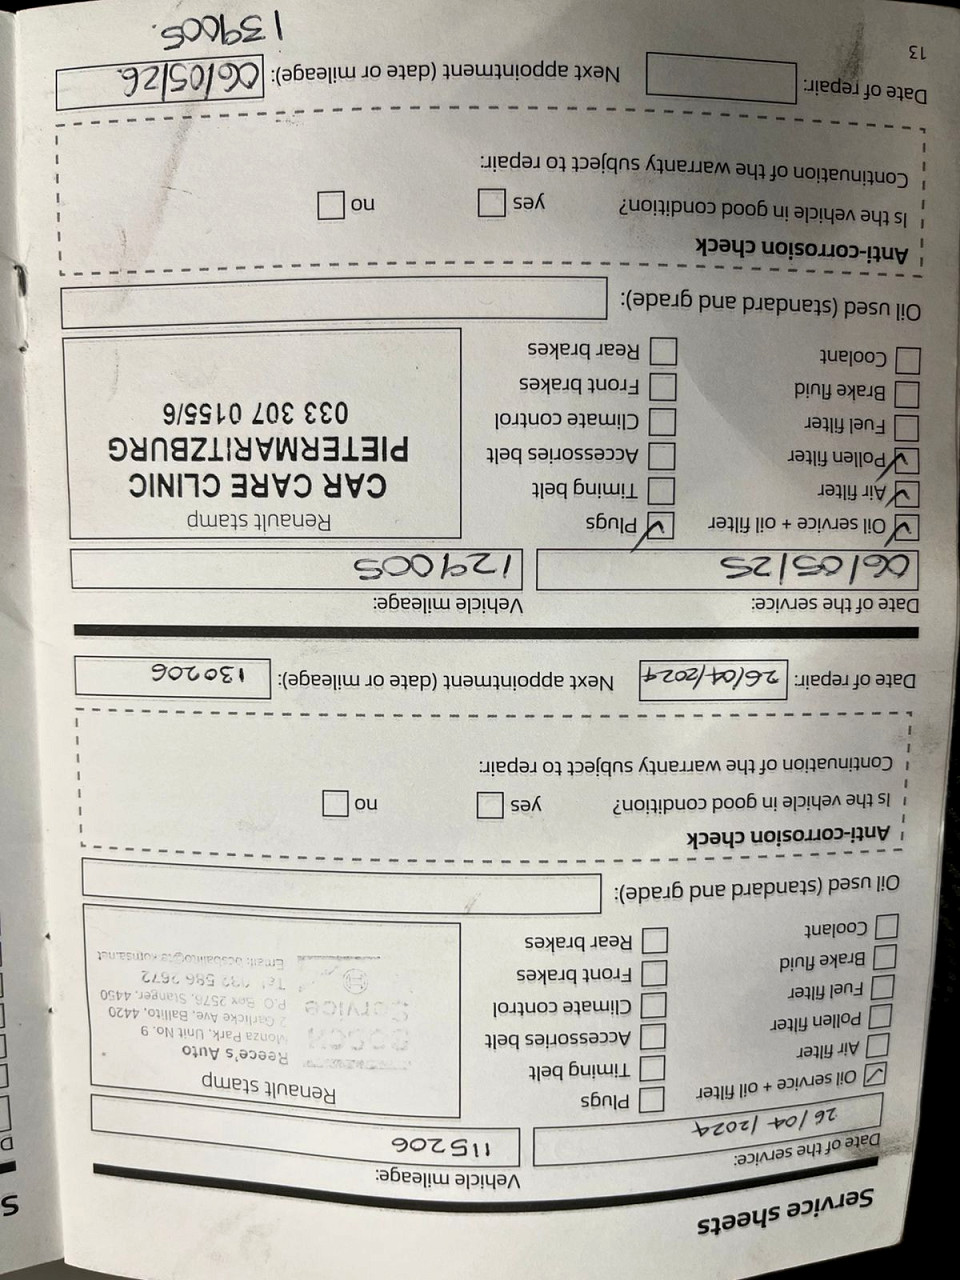 Service sheets
Date of the service:
Vehicle mileage:
26/04/2024
115206
Oil service + oil filter
Air filter
Pollen filter
Fuel filter
Brake fluid
Coolant
Plugs
Timing belt
Accessories belt
Climate control
Front brakes
Rear brakes
Renault stamp
Reece's Auto
Monza Park, Unit No. 9
2 Garlicke Ave, Ballito, 4420
P.O. Box 2576, Stanger, 4450
586 2672
BOSCH
Service
Oil used (standard and grade):
Anti-corrosion check
Is the vehicle in good condition? yes no
Continuation of the warranty subject to repair:
Date of repair: 26/04/2024 Next appointment (date or mileage): 130206
Date of the service:
Vehicle mileage:
06/05/25
129005
Oil service + oil filter
Air filter
Pollen filter
Fuel filter
Brake fluid
Coolant
Plugs
Timing belt
Accessories belt
Climate control
Front brakes
Rear brakes
Renault stamp
CAR CARE CLINIC
PIETERMARITZBURG
033 307 0155/6
Oil used (standard and grade):
Anti-corrosion check
Is the vehicle in good condition? yes no
Continuation of the warranty subject to repair:
Date of repair: Next appointment (date or mileage): 06/05/26.
139005.
13